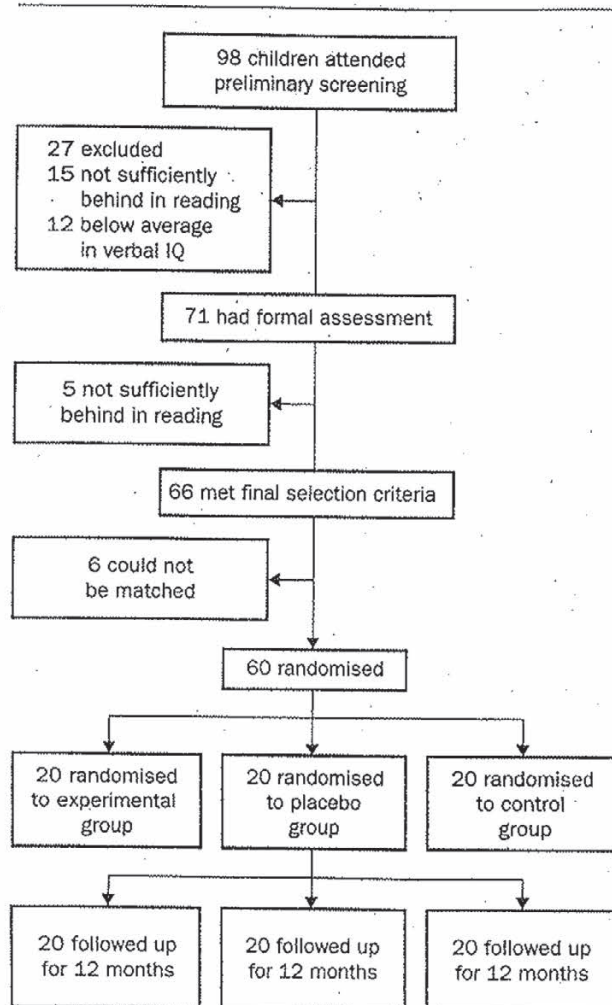 98 children attended
preliminary screening
27 excluded
15 not sufficiently
behind in reading
12 below average
in verbal IQ
71 had formal assessment
5 not sufficiently
behind in reading
66 met final selection criteria
6 could not
be matched
60 randomised
20 randomised
to experimental
group
20 randomised
to placebo
group
20 randomised
to control
group
20 followed up
for 12 months
20 followed up
for 12 months
20 followed up
for 12 months